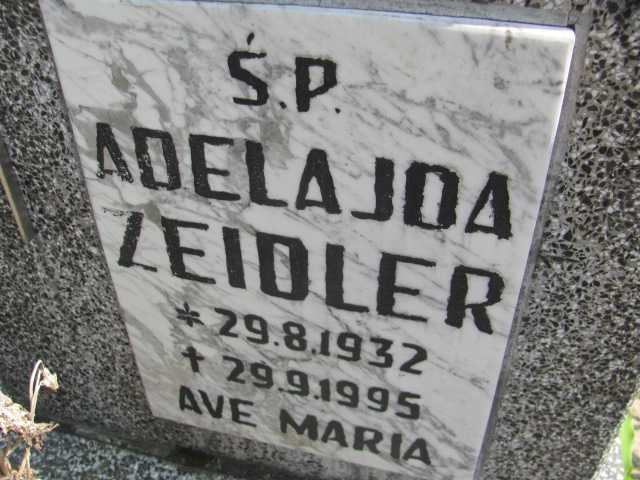 Ś.P.
ADELAJDA
ZEIDLER
* 29.8.1932
✝ 29.9.1995
AVE MARIA